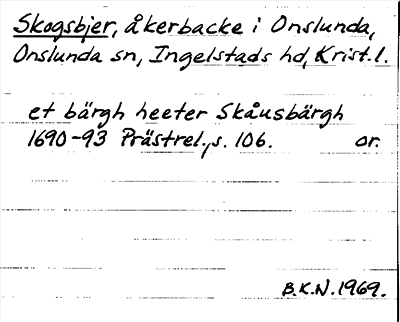 Skogsbjer, åkerbacke i Onslunda,
Onslunda sn, Ingelstads hd, Krist.l.
et bärgh heeter Skåusbärgh
1690-93 Prästrel., s. 106. or.
B.K.N. 1969.